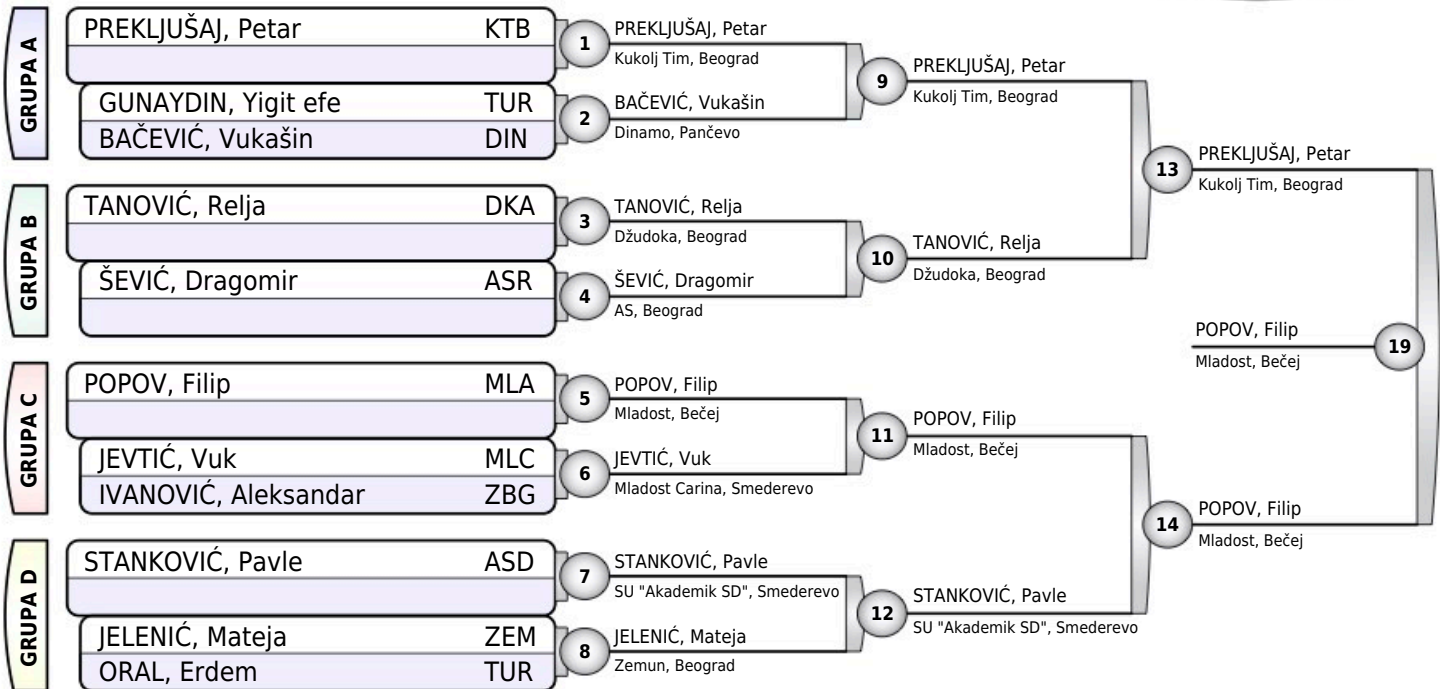 GRUPA A
PREKLJUŠAJ, Petar KTB
GUNAYDIN, Yigit efe TUR
BAČEVIĆ, Vukašin DIN
1
PREKLJUŠAJ, Petar
Kukolj Tim, Beograd
2
BAČEVIĆ, Vukašin
Dinamo, Pančevo
9
PREKLJUŠAJ, Petar
Kukolj Tim, Beograd
GRUPA B
TANOVIĆ, Relja DKA
ŠEVIĆ, Dragomir ASR
3
TANOVIĆ, Relja
Džudoka, Beograd
4
ŠEVIĆ, Dragomir
AS, Beograd
10
TANOVIĆ, Relja
Džudoka, Beograd
13
PREKLJUŠAJ, Petar
Kukolj Tim, Beograd
GRUPA C
POPOV, Filip MLA
JEVTIĆ, Vuk MLC
IVANOVIĆ, Aleksandar ZBG
5
POPOV, Filip
Mladost, Bečej
6
JEVTIĆ, Vuk
Mladost Carina, Smederevo
11
POPOV, Filip
Mladost, Bečej
GRUPA D
STANKOVIĆ, Pavle ASD
JELENIĆ, Mateja ZEM
ORAL, Erdem TUR
7
STANKOVIĆ, Pavle
SU "Akademik SD", Smederevo
8
JELENIĆ, Mateja
Zemun, Beograd
12
STANKOVIĆ, Pavle
SU "Akademik SD", Smederevo
14
POPOV, Filip
Mladost, Bečej
POPOV, Filip
Mladost, Bečej
19